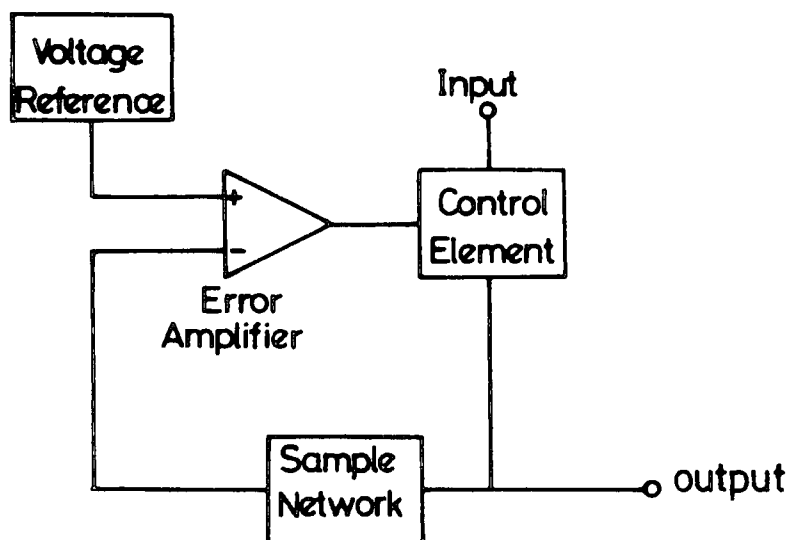 Voltage
Reference
Input
+
Control
Element
-
Error
Amplifier
Sample
Network
output